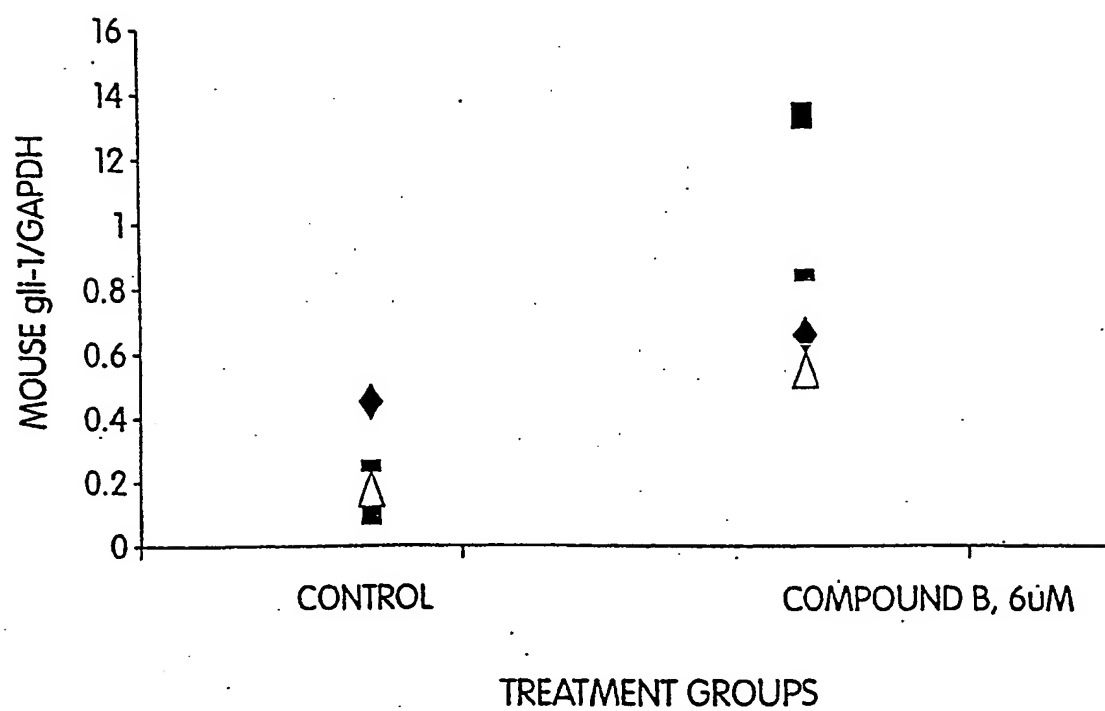 16
14
12
1
0.8
0.6
0.4
0.2
0
MOUSE gli-1/GAPDH
CONTROL
COMPOUND B, 6uM
TREATMENT GROUPS